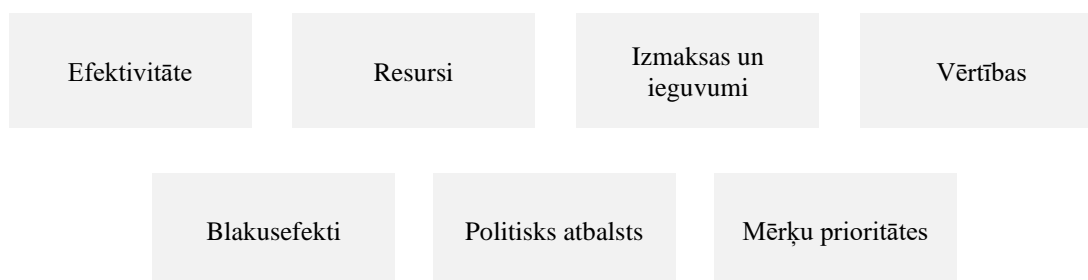 Efektivitāte
Resursi
Izmaksas un
ieguvumi
Vērtības
Blakusefekti
Politisks atbalsts
Mērķu prioritātes